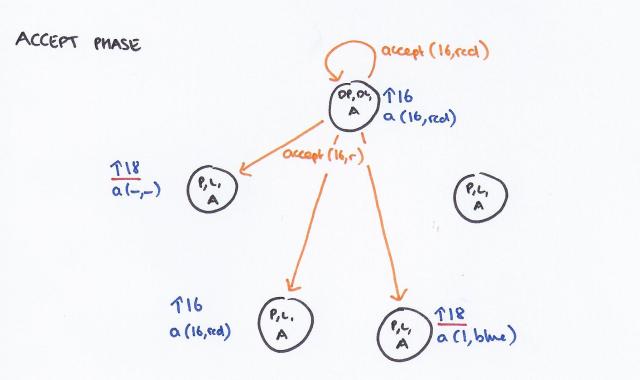 ACCEPT PHASE
accept(16,red)
DP, DL,
A
↑16
a(16,red)
accept(16,r)
↑18
a(-,-)
P, L,
A
P, L,
A
↑16
a(16,red)
P, L,
A
P, L,
A
↑18
a(1,blue)